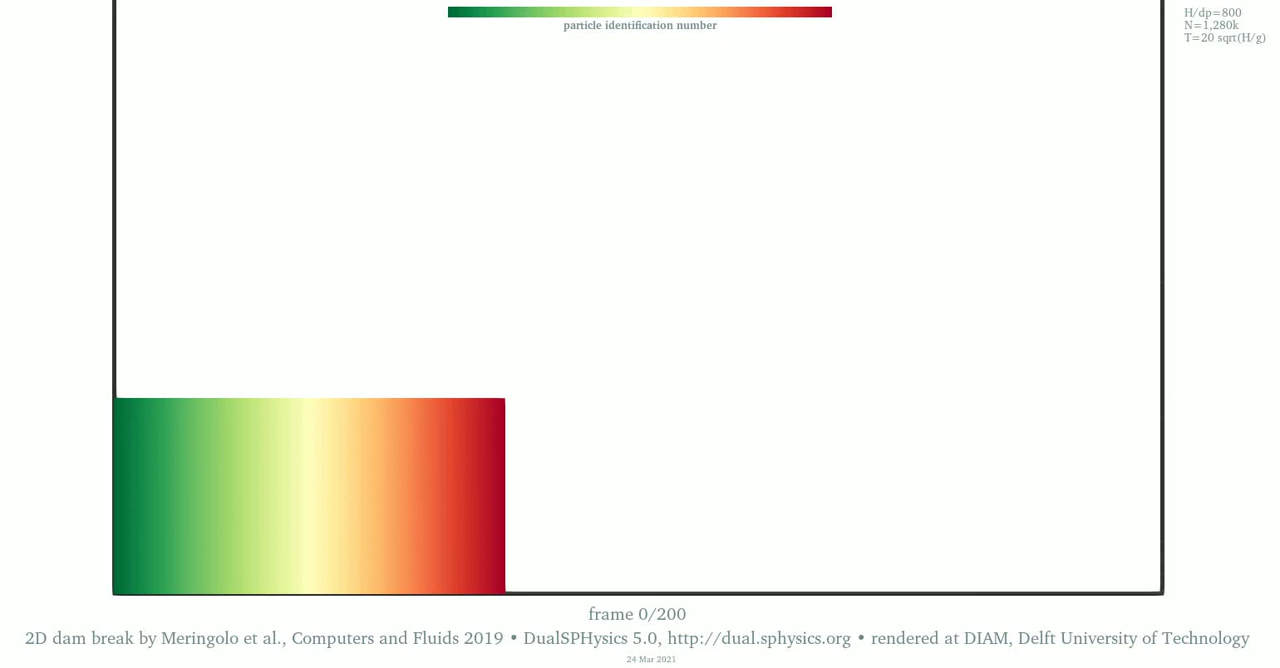 H/dp=800
N=1,280k
T=20 sqrt(H/g)
particle identification number
frame 0/200
2D dam break by Meringolo et al., Computers and Fluids 2019 • DualSPHysics 5.0, http://dual.sphysics.org • rendered at DIAM, Delft University of Technology
24 Mar 2021